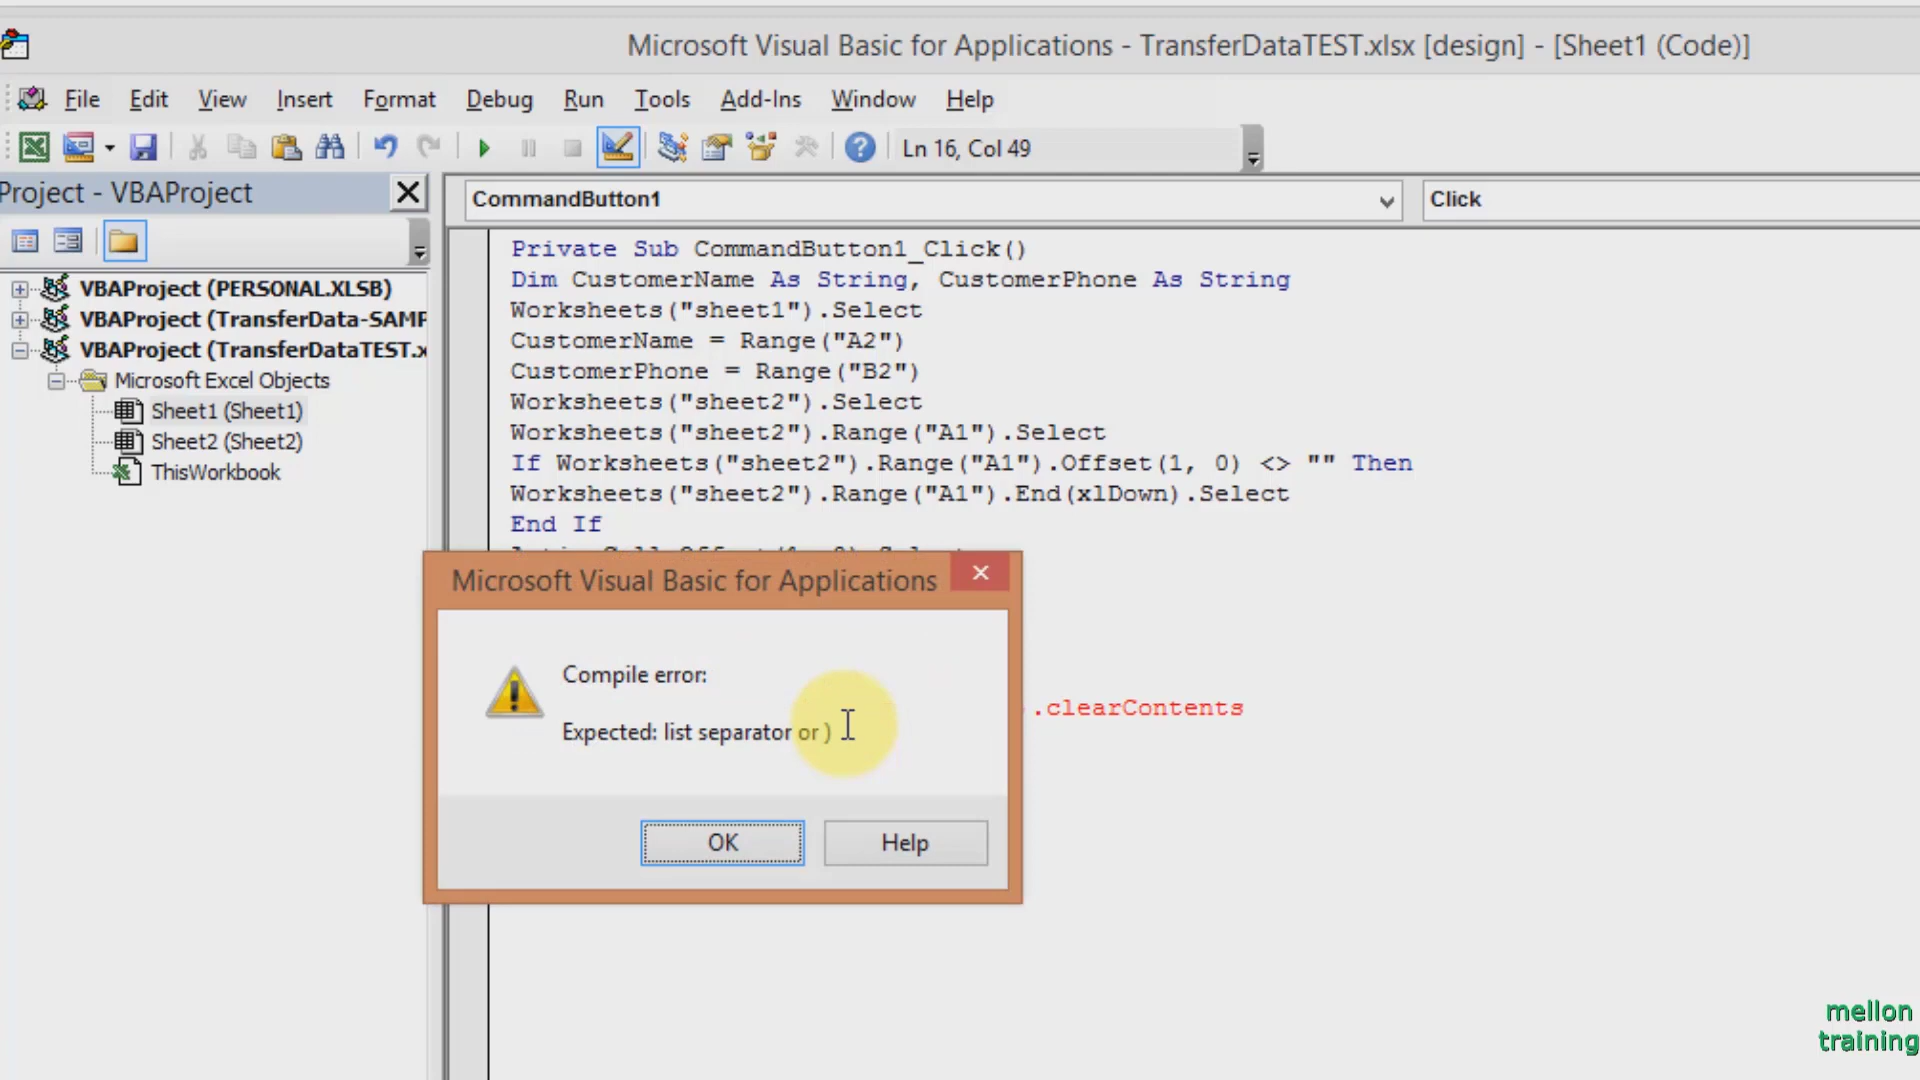 Microsoft Visual Basic for Applications - TransferDataTEST.xlsx [design] - [Sheet1 (Code)]
File Edit View Insert Format Debug Run Tools Add-Ins Window Help
Ln 16, Col 49
Project - VBAProject
CommandButton1
Click
VBAProject (PERSONAL.XLSB)
VBAProject (TransferData-SAMP
VBAProject (TransferDataTEST.x
Microsoft Excel Objects
Sheet1 (Sheet1)
Sheet2 (Sheet2)
ThisWorkbook
Private Sub CommandButton1_Click()
Dim CustomerName As String, CustomerPhone As String
Worksheets("sheet1").Select
CustomerName = Range("A2")
CustomerPhone = Range("B2")
Worksheets("sheet2").Select
Worksheets("sheet2").Range("A1").Select
If Worksheets("sheet2").Range("A1").Offset(1, 0) <> "" Then
Worksheets("sheet2").Range("A1").End(xlDown).Select
End If
.clearContents
Microsoft Visual Basic for Applications
Compile error:
Expected: list separator or )
OK
Help
mellon
training